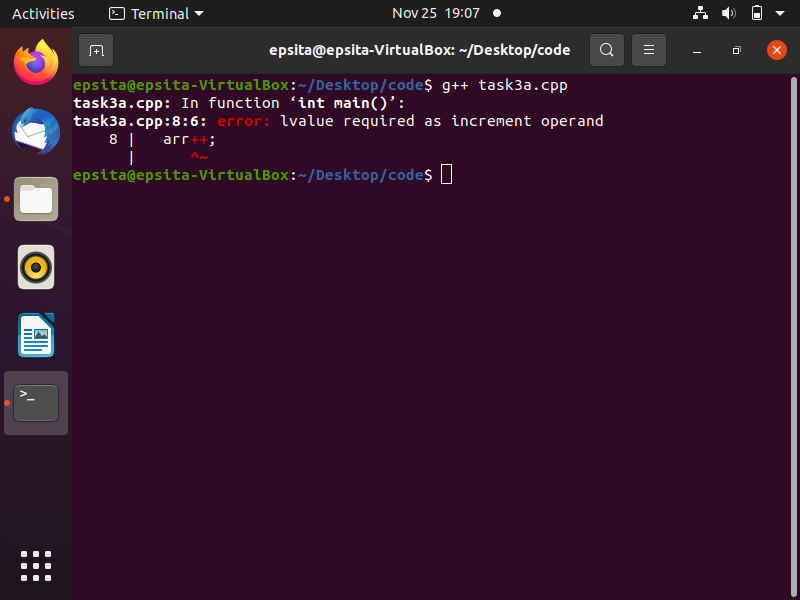 Activities Terminal Nov 25 19:07
epsita@epsita-VirtualBox: ~/Desktop/code
epsita@epsita-VirtualBox:~/Desktop/code$ g++ task3a.cpp
task3a.cpp: In function ‘int main()’:
task3a.cpp:8:6: error: lvalue required as increment operand
    8 |   arr++;
      |      ^~
epsita@epsita-VirtualBox:~/Desktop/code$